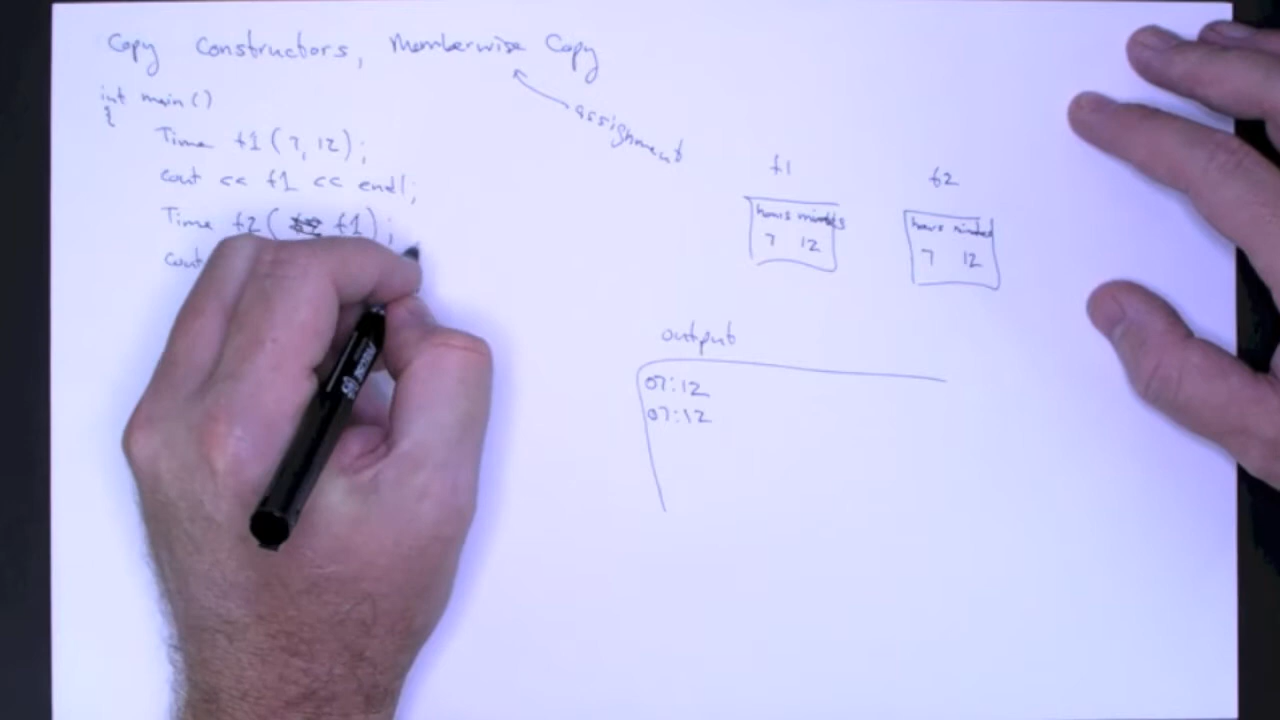 Copy Constructors, Memberwise Copy
assignment
int main()
{
Time t1(7, 12);
cout << t1 << endl;
Time t2( t1);
cout
t1
t2
hours minutes
7 12
hours minutes
7 12
output
07:12
07:12